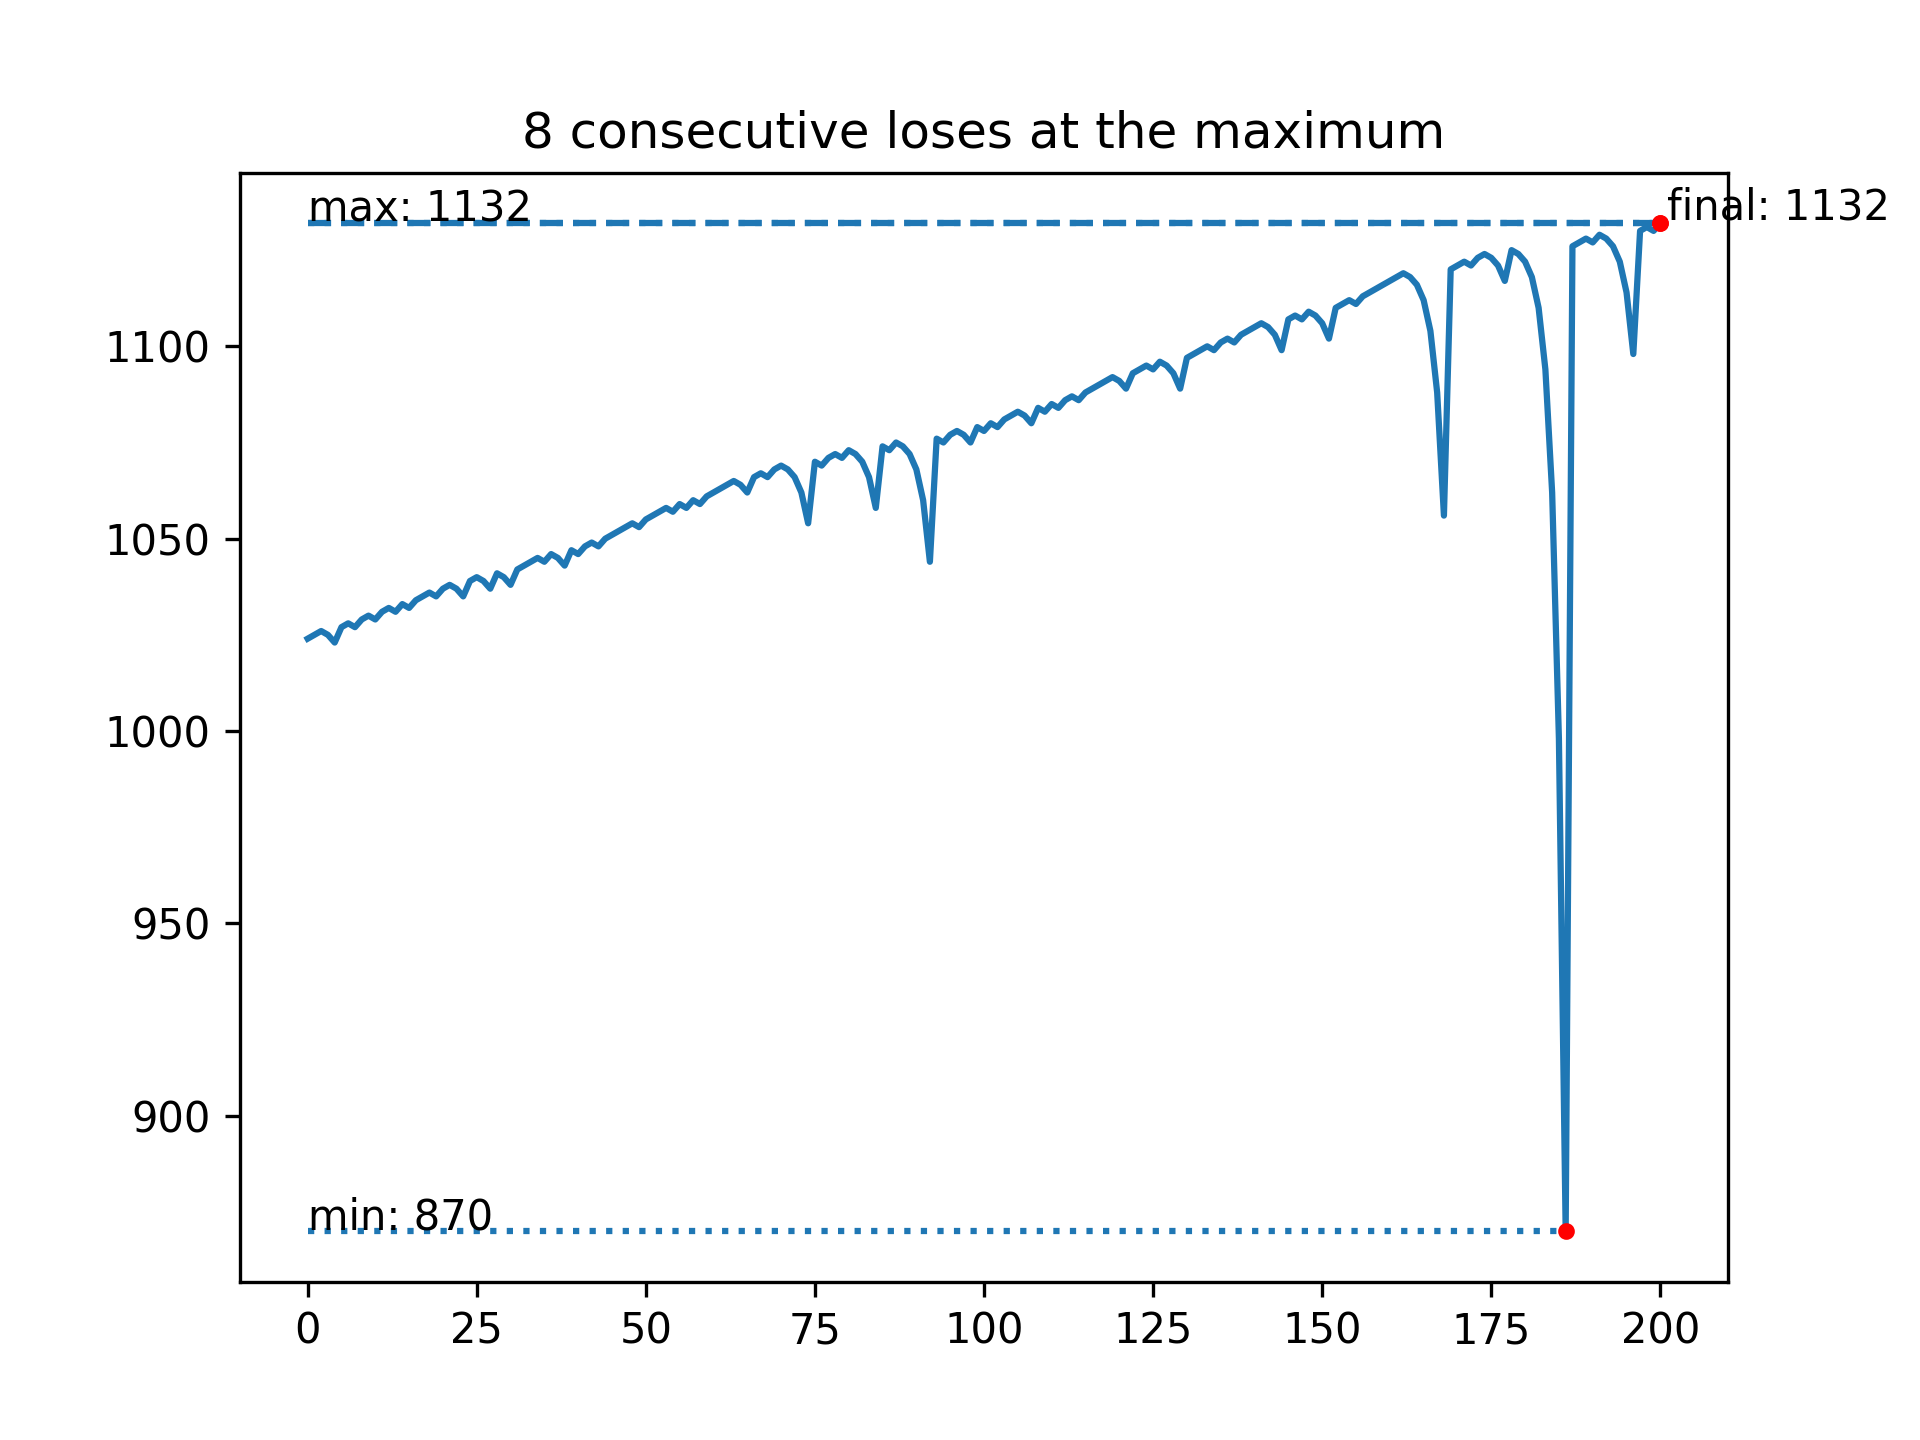 8 consecutive loses at the maximum
max: 1132
final: 1132
1100
1050
1000
950
900
min: 870
0 25 50 75 100 125 150 175 200